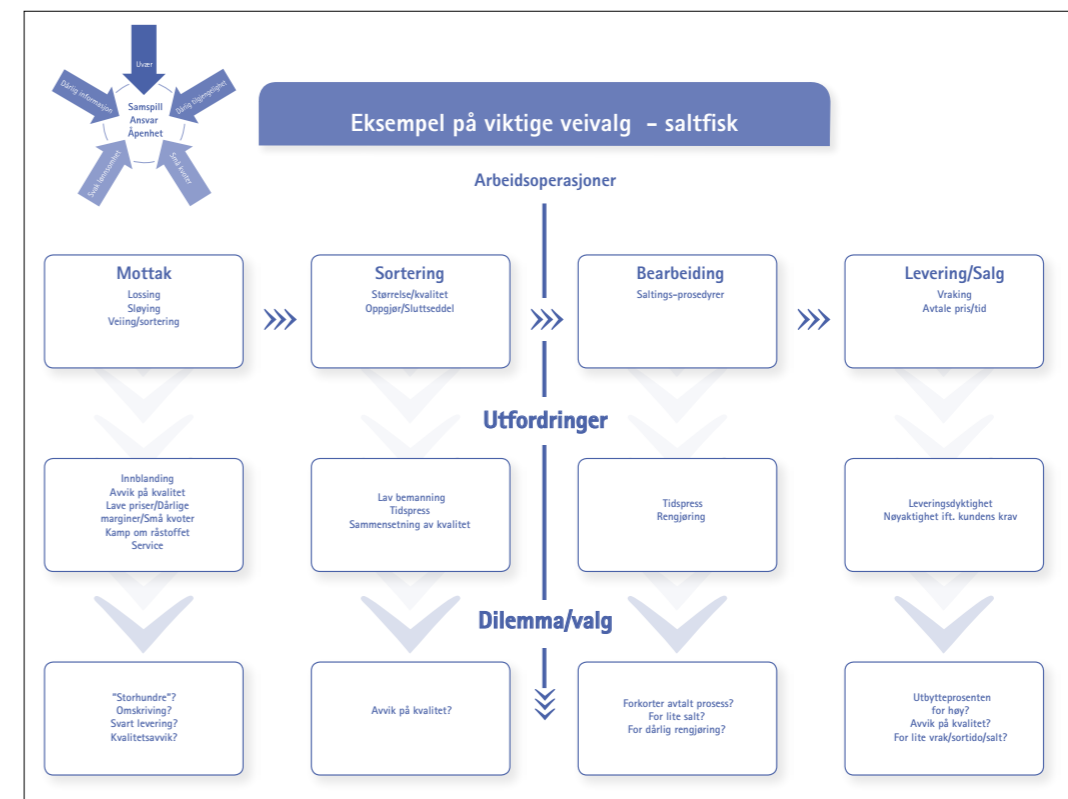 Uvær
Dårlig informasjon
Dårlig tilgjengelighet
Samspill
Ansvar
Åpenhet
Svak lønnsomhet
Små kvoter
Eksempel på viktige veivalg - saltfisk
Arbeidsoperasjoner
Mottak
Lossing
Sløying
Veiing/sortering
Sortering
Størrelse/kvalitet
Oppgjør/Sluttseddel
Bearbeiding
Saltings-prosedyrer
Levering/Salg
Vraking
Avtale pris/tid
Utfordringer
Innblanding
Avvik på kvalitet
Lave priser/Dårlige
marginer/Små kvoter
Kamp om råstoffet
Service
Lav bemanning
Tidspress
Sammensetning av kvalitet
Tidspress
Rengjøring
Leveringsdyktighet
Nøyaktighet ift. kundens krav
Dilemma/valg
"Storhundre"?
Omskriving?
Svart levering?
Kvalitetsavvik?
Avvik på kvalitet?
Forkorter avtalt prosess?
For lite salt?
For dårlig rengjøring?
Utbytteprosenten
for høy?
Avvik på kvalitet?
For lite vrak/sortido/salt?